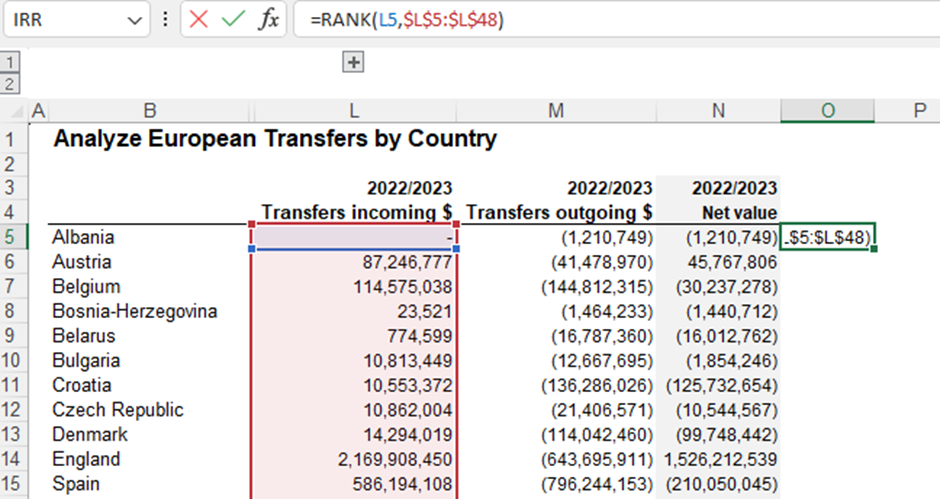 IRR =RANK(L5,$L$5:$L$48)
1
2
A B L M N O P
1 Analyze European Transfers by Country
2
3 2022/2023 2022/2023 2022/2023
4 Transfers incoming $ Transfers outgoing $ Net value
5 Albania - (1,210,749) (1,210,749) $5:$L$48)
6 Austria 87,246,777 (41,478,970) 45,767,806
7 Belgium 114,575,038 (144,812,315) (30,237,278)
8 Bosnia-Herzegovina 23,521 (1,464,233) (1,440,712)
9 Belarus 774,599 (16,787,360) (16,012,762)
10 Bulgaria 10,813,449 (12,667,695) (1,854,246)
11 Croatia 10,553,372 (136,286,026) (125,732,654)
12 Czech Republic 10,862,004 (21,406,571) (10,544,567)
13 Denmark 14,294,019 (114,042,460) (99,748,442)
14 England 2,169,908,450 (643,695,911) 1,526,212,539
15 Spain 586,194,108 (796,244,153) (210,050,045)